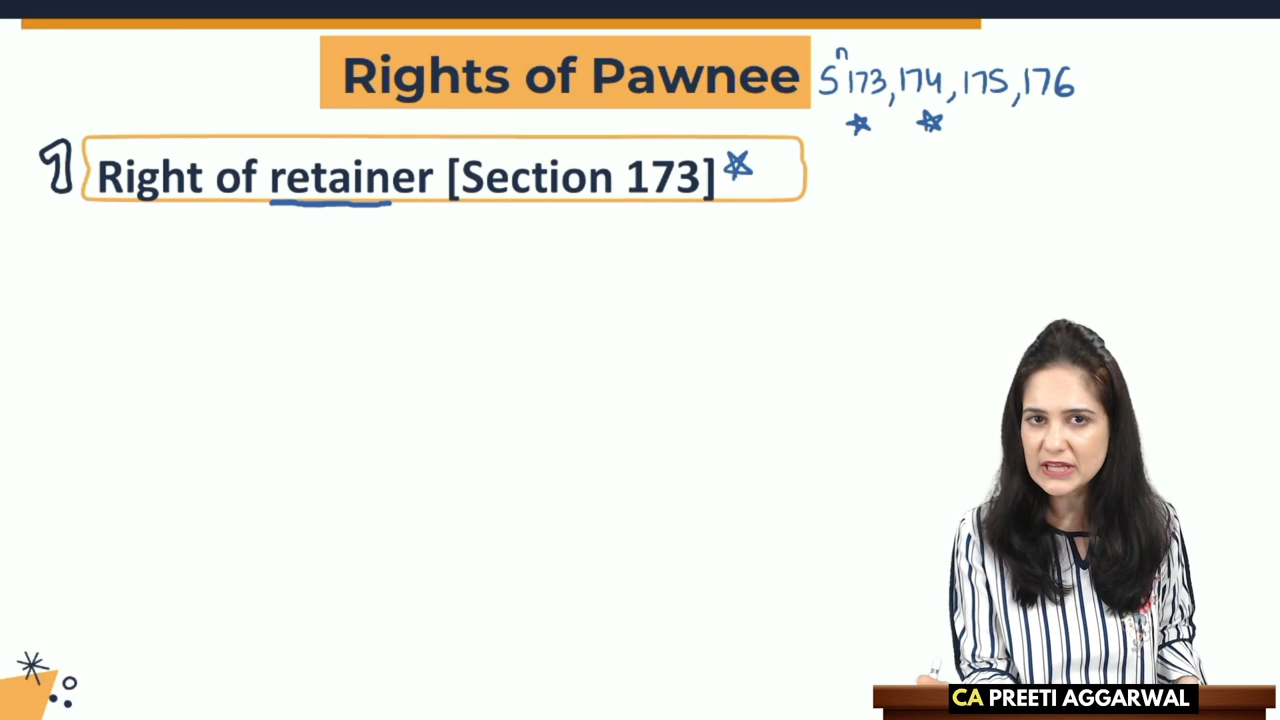 Rights of Pawnee Sn 173, 174, 175, 176
1 Right of retainer [Section 173]
CA PREETI AGGARWAL